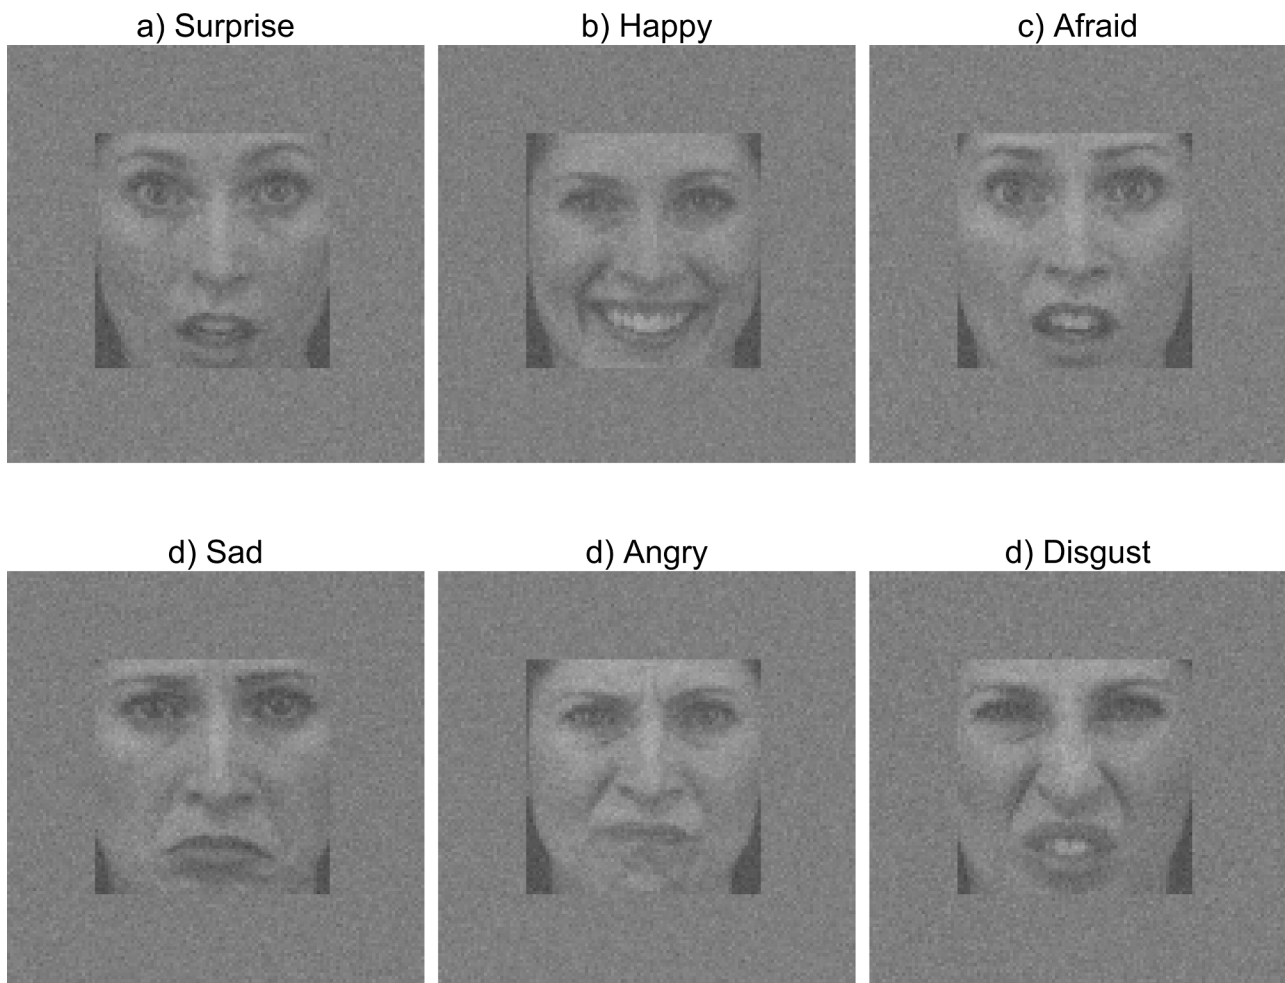 a) Surprise
b) Happy
c) Afraid
d) Sad
d) Angry
d) Disgust